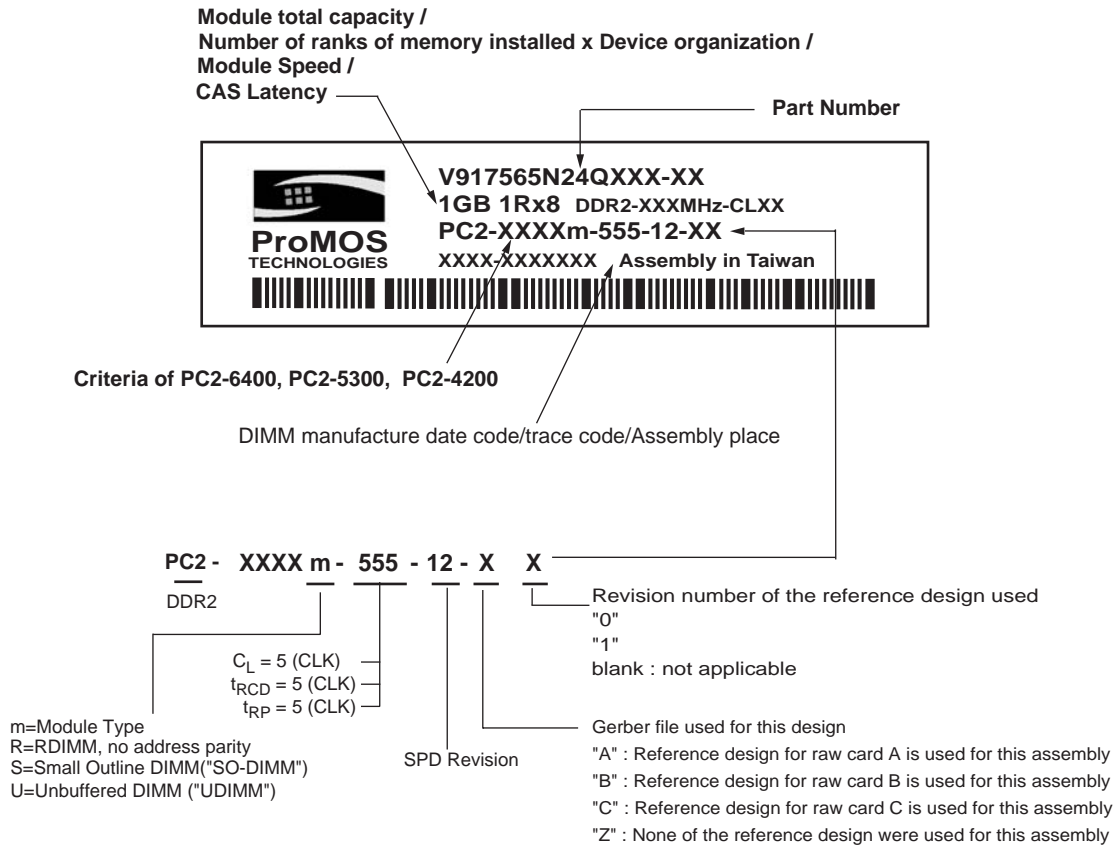 Module total capacity /
Number of ranks of memory installed x Device organization /
Module Speed /
CAS Latency
Part Number
V917565N24QXXX-XX
1GB 1Rx8 DDR2-XXXMHz-CLXX
PC2-XXXXm-555-12-XX
XXXX-XXXXXXX Assembly in Taiwan
ProMOS
TECHNOLOGIES
Criteria of PC2-6400, PC2-5300, PC2-4200
DIMM manufacture date code/trace code/Assembly place
PC2 - XXXX m - 555 - 12 - X X
DDR2
Revision number of the reference design used
"0"
"1"
blank : not applicable
CL = 5 (CLK)
tRCD = 5 (CLK)
tRP = 5 (CLK)
m=Module Type
R=RDIMM, no address parity
S=Small Outline DIMM("SO-DIMM")
U=Unbuffered DIMM ("UDIMM")
SPD Revision
Gerber file used for this design
"A" : Reference design for raw card A is used for this assembly
"B" : Reference design for raw card B is used for this assembly
"C" : Reference design for raw card C is used for this assembly
"Z" : None of the reference design were used for this assembly